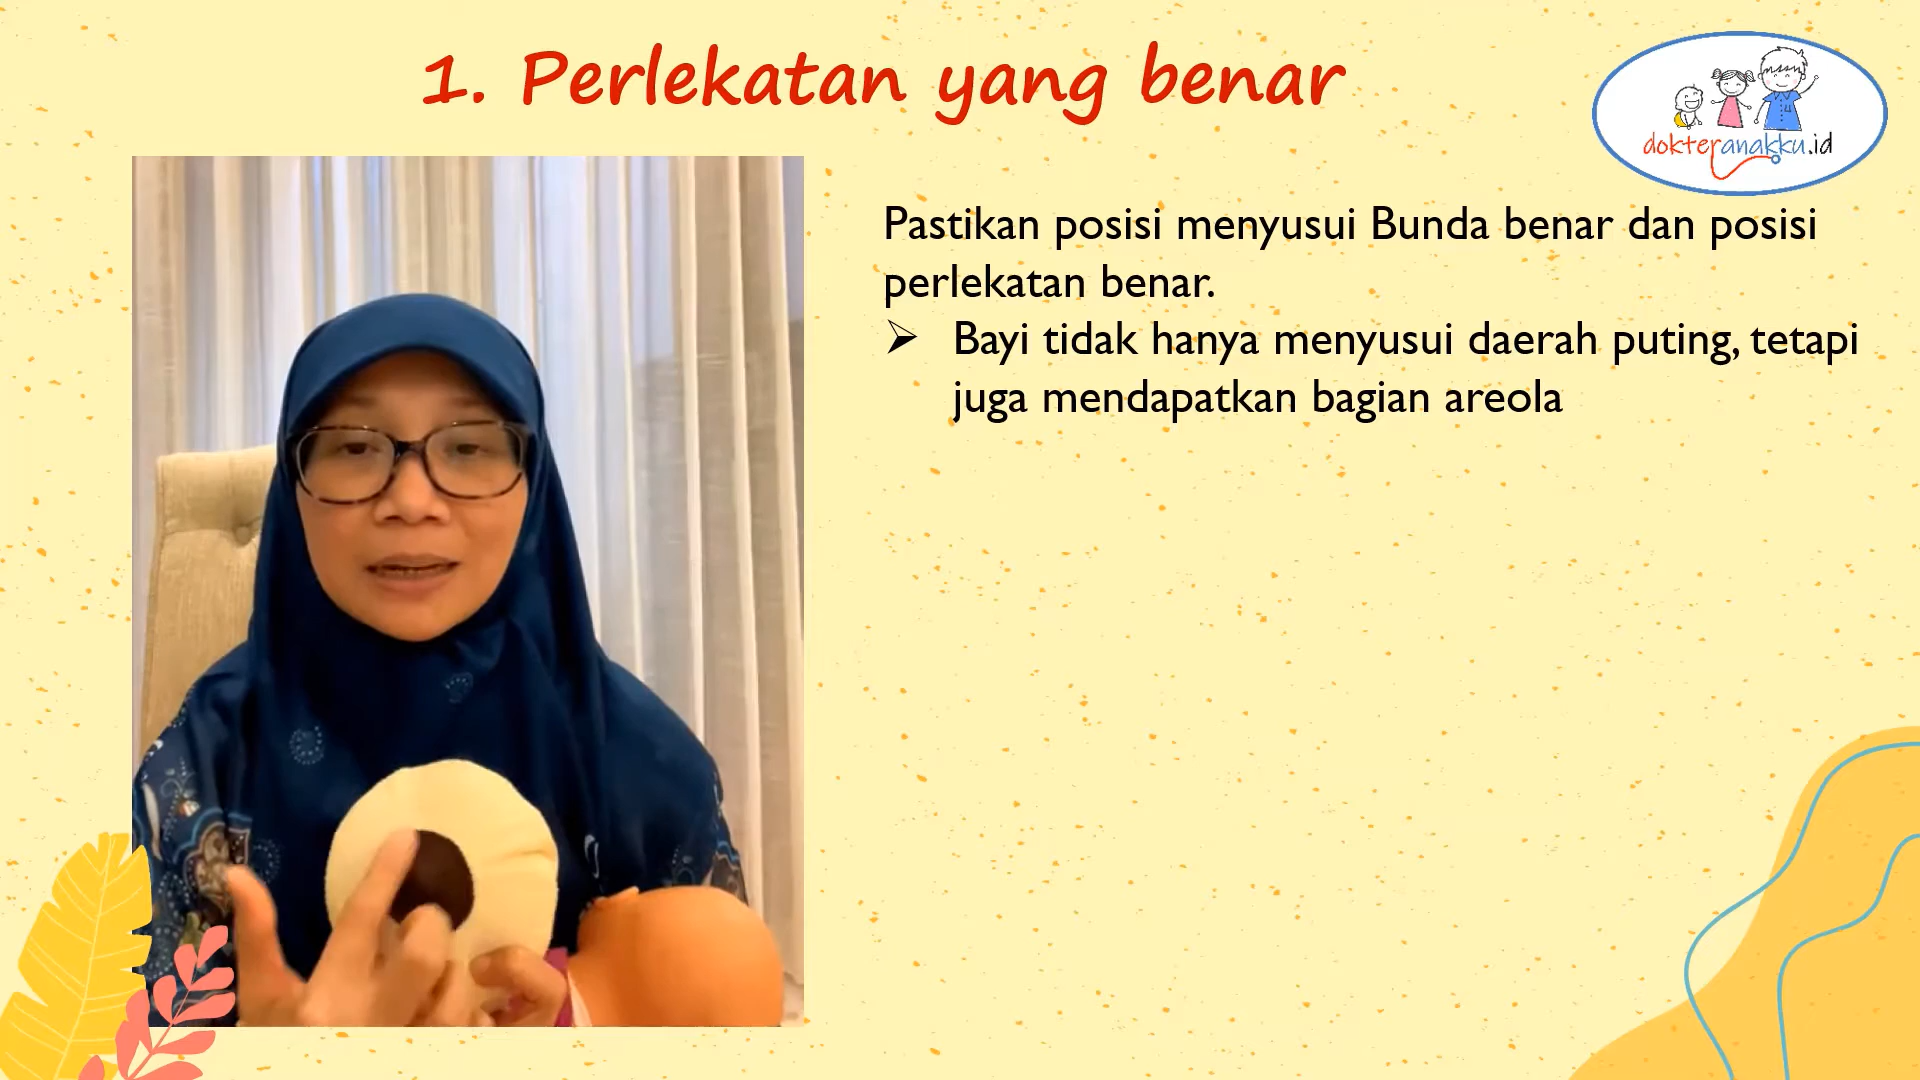 1. Perlekatan yang benar
dokteranakku.id
Pastikan posisi menyusui Bunda benar dan posisi
perlekatan benar.
➢ Bayi tidak hanya menyusui daerah puting, tetapi
juga mendapatkan bagian areola